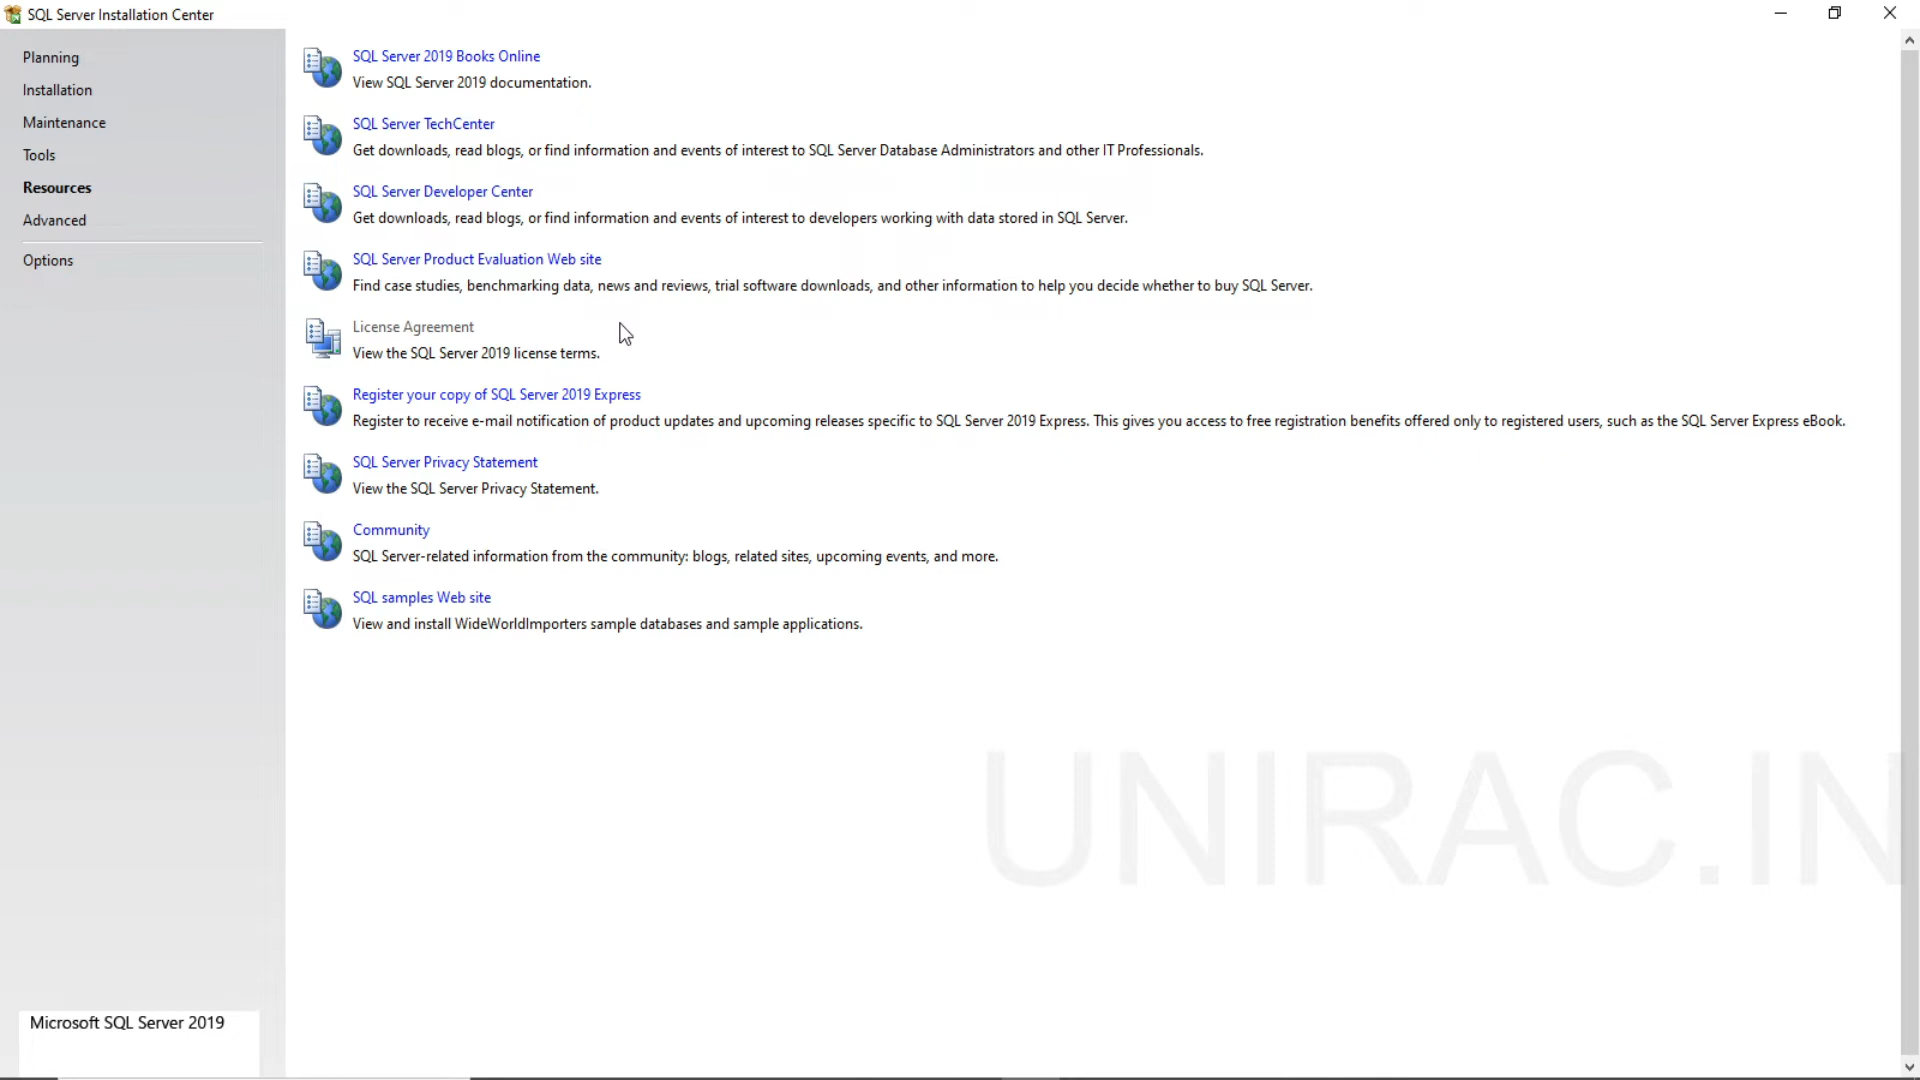 SQL Server Installation Center
Planning
Installation
Maintenance
Tools
Resources
Advanced
Options
SQL Server 2019 Books Online
View SQL Server 2019 documentation.
SQL Server TechCenter
Get downloads, read blogs, or find information and events of interest to SQL Server Database Administrators and other IT Professionals.
SQL Server Developer Center
Get downloads, read blogs, or find information and events of interest to developers working with data stored in SQL Server.
SQL Server Product Evaluation Web site
Find case studies, benchmarking data, news and reviews, trial software downloads, and other information to help you decide whether to buy SQL Server.
License Agreement
View the SQL Server 2019 license terms.
Register your copy of SQL Server 2019 Express
Register to receive e-mail notification of product updates and upcoming releases specific to SQL Server 2019 Express. This gives you access to free registration benefits offered only to registered users, such as the SQL Server Express eBook.
SQL Server Privacy Statement
View the SQL Server Privacy Statement.
Community
SQL Server-related information from the community: blogs, related sites, upcoming events, and more.
SQL samples Web site
View and install WideWorldImporters sample databases and sample applications.
UNIRAC.IN
Microsoft SQL Server 2019